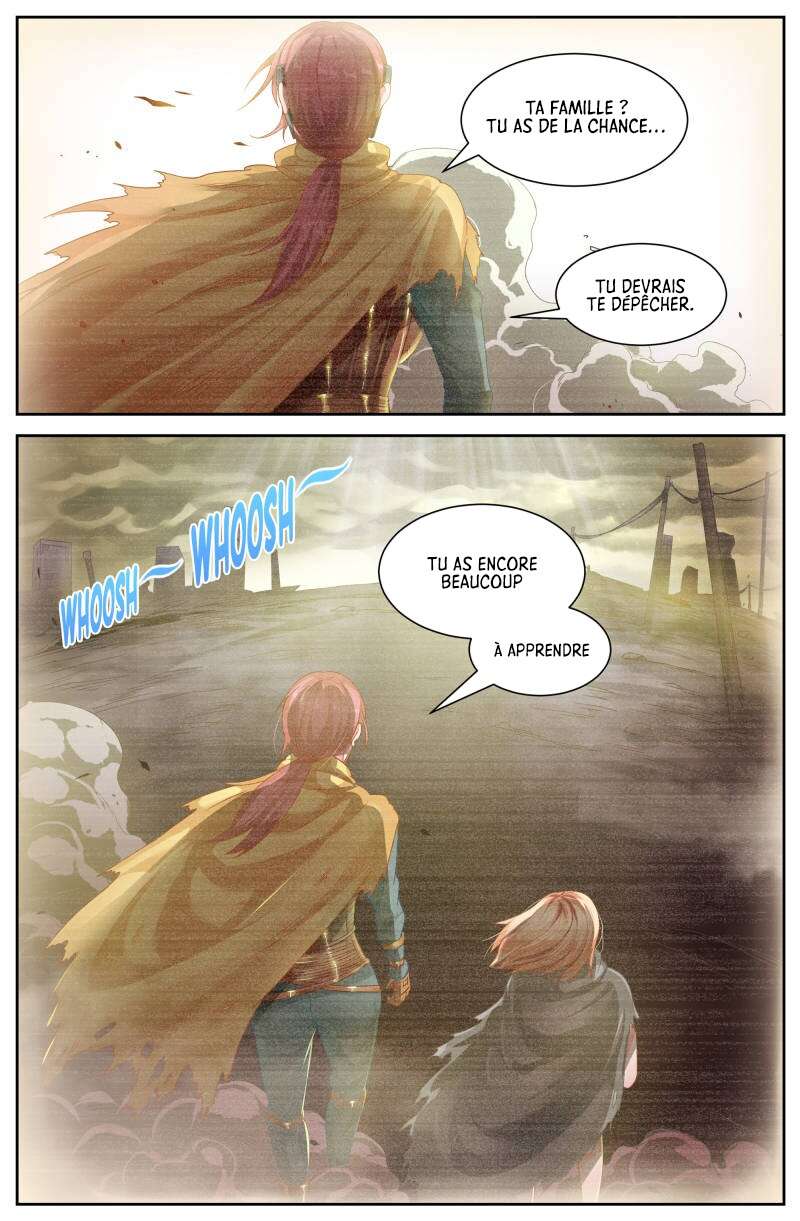 TA FAMILLE ?
TU AS DE LA CHANCE...
TU DEVRAIS
TE DÉPÊCHER.
WHOOSH~ WHOOSH~
TU AS ENCORE
BEAUCOUP
À APPRENDRE